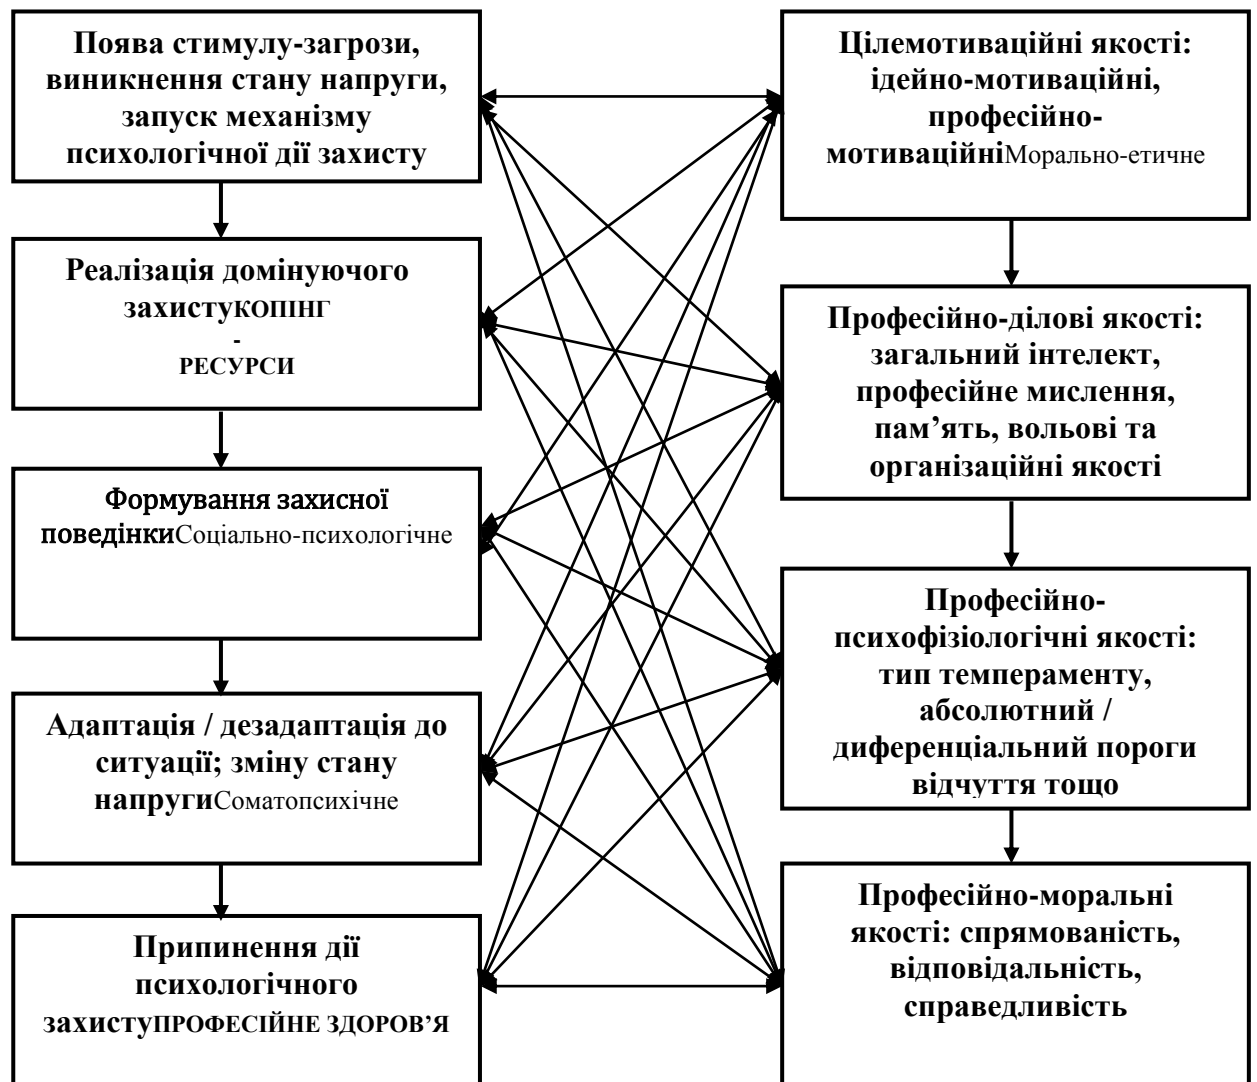 Поява стимулу-загрози,
виникнення стану напруги,
запуск механізму
психологічної дії захисту
Реалізація домінуючого
захистуКОПІНГ
-
РЕСУРСИ
Формування захисної
поведінкиСоціально-психологічне
Адаптація / дезадаптація до
ситуації; зміну стану
напругиСоматопсихічне
Припинення дії
психологічного
захистуПРОФЕСІЙНЕ ЗДОРОВ’Я
Цілемотиваційні якості:
ідейно-мотиваційні,
професійно-
мотиваційніМорально-етичне
Професійно-ділові якості:
загальний інтелект,
професійне мислення,
пам’ять, вольові та
організаційні якості
Професійно-
психофізіологічні якості:
тип темпераменту,
абсолютний /
диференціальний пороги
відчуття тощо
Професійно-моральні
якості: спрямованість,
відповідальність,
справедливість